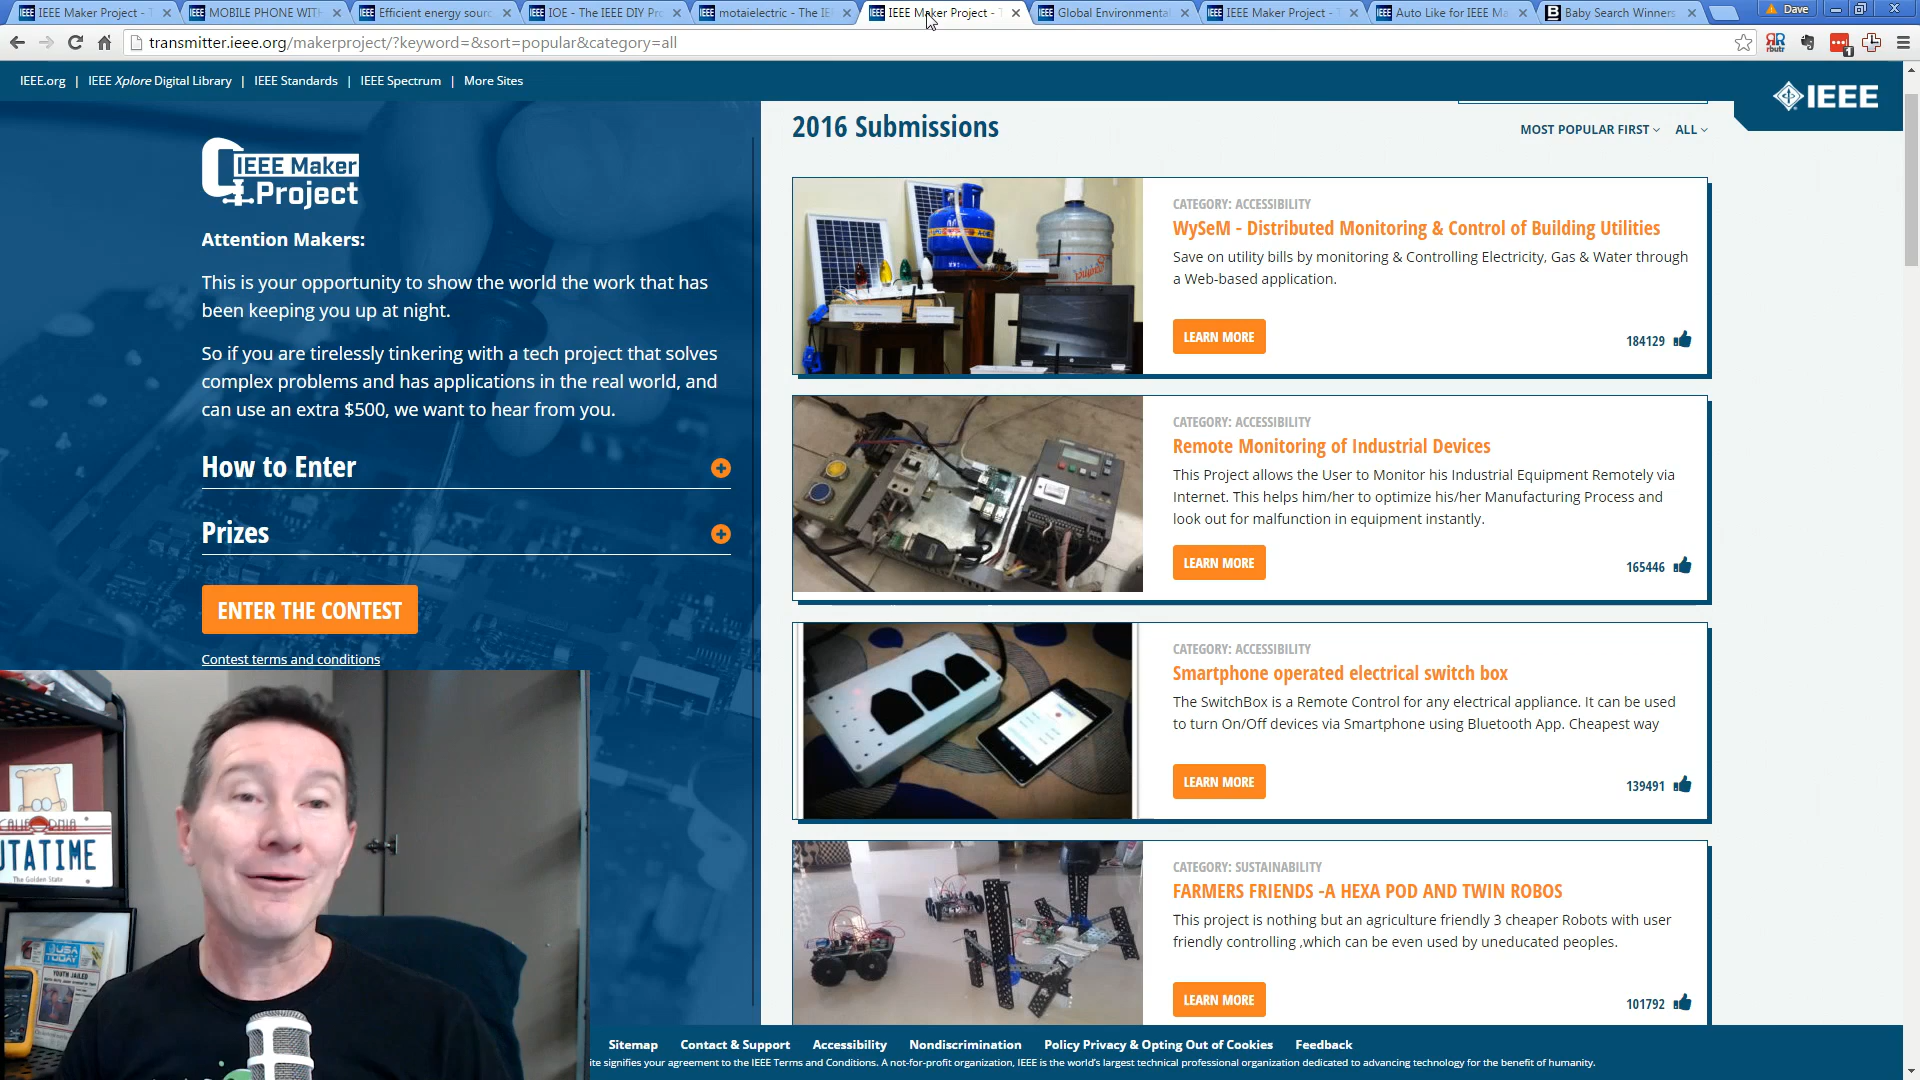 IEEE Maker Project - T
MOBILE PHONE WITH
Efficient energy sourc
IOE - The IEEE DIY Pr
motaielectric - The IE
IEEE Maker Project - T
Global Environmental
IEEE Maker Project -
Auto Like for IEEE Ma
Baby Search Winners
Dave
transmitter.ieee.org/makerproject/?keyword=&sort=popular&category=all
IEEE.org | IEEE Xplore Digital Library | IEEE Standards | IEEE Spectrum | More Sites
IEEE
IEEE Maker
Project
Attention Makers:
This is your opportunity to show the world the work that has
been keeping you up at night.
So if you are tirelessly tinkering with a tech project that solves
complex problems and has applications in the real world, and
can use an extra $500, we want to hear from you.
How to Enter
Prizes
ENTER THE CONTEST
Contest terms and conditions
2016 Submissions
MOST POPULAR FIRST
ALL
CATEGORY: ACCESSIBILITY
WySeM - Distributed Monitoring & Control of Building Utilities
Save on utility bills by monitoring & Controlling Electricity, Gas & Water through
a Web-based application.
LEARN MORE
184129
CATEGORY: ACCESSIBILITY
Remote Monitoring of Industrial Devices
This Project allows the User to Monitor his Industrial Equipment Remotely via
Internet. This helps him/her to optimize his/her Manufacturing Process and
look out for malfunction in equipment instantly.
LEARN MORE
165446
CATEGORY: ACCESSIBILITY
Smartphone operated electrical switch box
The SwitchBox is a Remote Control for any electrical appliance. It can be used
to turn On/Off devices via Smartphone using Bluetooth App. Cheapest way
LEARN MORE
139491
CATEGORY: SUSTAINABILITY
FARMERS FRIENDS -A HEXA POD AND TWIN ROBOS
This project is nothing but an agriculture friendly 3 cheaper Robots with user
friendly controlling ,which can be even used by uneducated peoples.
LEARN MORE
101792
CALIFORNIA
UTATIME
The Golden State
USA
TODAY
YOUTH JAILED
Sitemap
Contact & Support
Accessibility
Nondiscrimination
Policy Privacy & Opting Out of Cookies
Feedback
ite signifies your agreement to the IEEE Terms and Conditions. A not-for-profit organization, IEEE is the world's largest technical professional organization dedicated to advancing technology for the benefit of humanity.